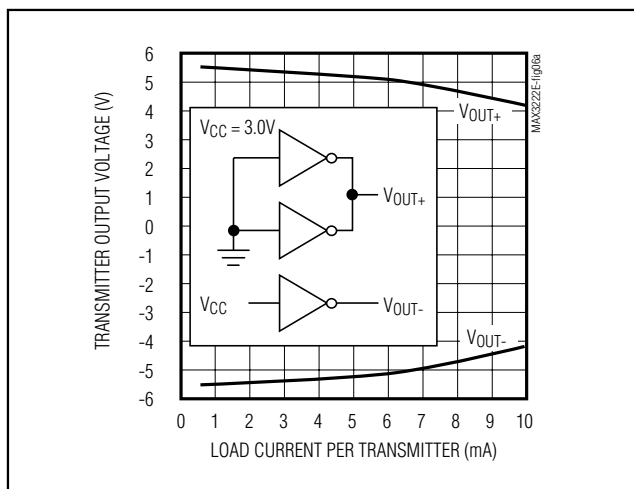 TRANSMITTER OUTPUT VOLTAGE (V)
6
5
4
3
2
1
0
-1
-2
-3
-4
-5
-6
MAX3222E-fig06a
VOUT+
VCC = 3.0V
VOUT+
VCC
VOUT-
VOUT-
0 1 2 3 4 5 6 7 8 9 10
LOAD CURRENT PER TRANSMITTER (mA)